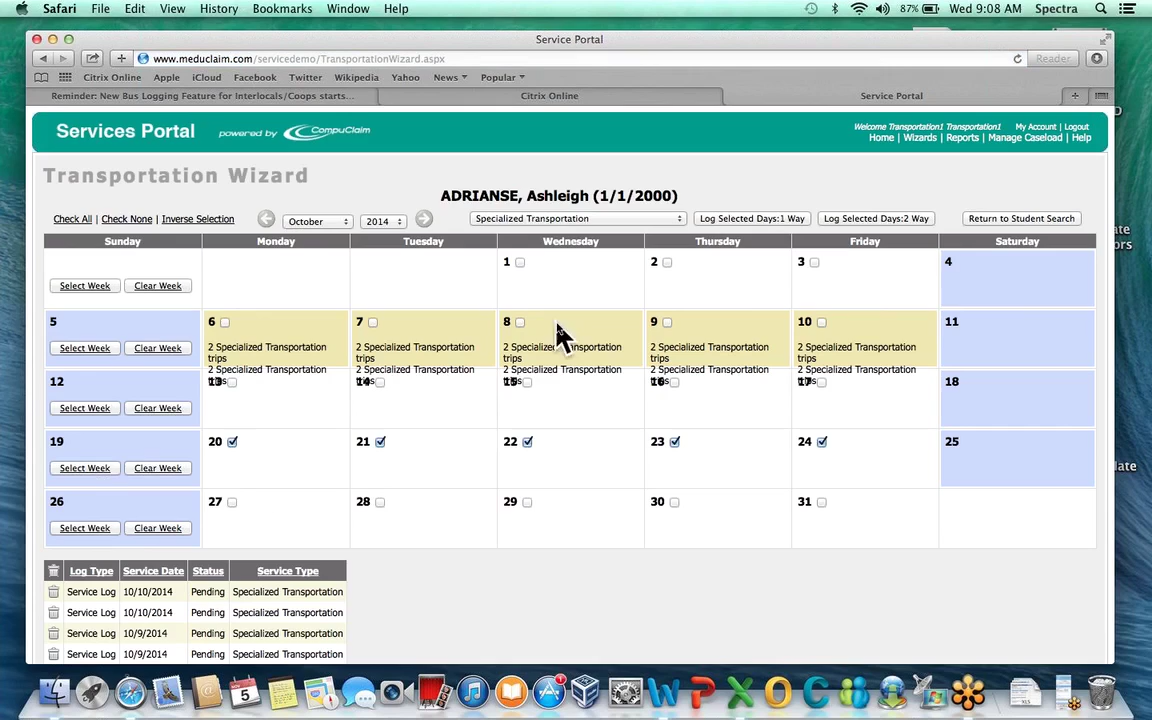 Safari File Edit View History Bookmarks Window Help 87% Wed 9:08 AM Spectra
Service Portal
www.meduclaim.com/servicedemo/TransportationWizard.aspx Reader
Citrix Online Apple iCloud Facebook Twitter Wikipedia Yahoo News Popular
Reminder: New Bus Logging Feature for Interlocals/Coops starts... Citrix Online Service Portal +
Services Portal powered by CompuClaim
Welcome Transportation1 Transportation1 My Account | Logout
Home | Wizards | Reports | Manage Caseload | Help
Transportation Wizard
ADRIANSE, Ashleigh (1/1/2000)
Check All | Check None | Inverse Selection October 2014 Specialized Transportation Log Selected Days:1 Way Log Selected Days:2 Way Return to Student Search
Sunday Monday Tuesday Wednesday Thursday Friday Saturday
1 2 3 4
Select Week Clear Week
5 6 7 8 9 10 11
Select Week Clear Week 2 Specialized Transportation 2 Specialized Transportation 2 Specialized Transportation 2 Specialized Transportation 2 Specialized Transportation
trips trips trips trips trips
2 Specialized Transportation 2 Specialized Transportation 2 Specialized Transportation 2 Specialized Transportation 2 Specialized Transportation
12 13 14 15 16 17 18
Select Week Clear Week
19 20 21 22 23 24 25
Select Week Clear Week
26 27 28 29 30 31
Select Week Clear Week
Log Type Service Date Status Service Type
Service Log 10/10/2014 Pending Specialized Transportation
Service Log 10/10/2014 Pending Specialized Transportation
Service Log 10/9/2014 Pending Specialized Transportation
Service Log 10/9/2014 Pending Specialized Transportation